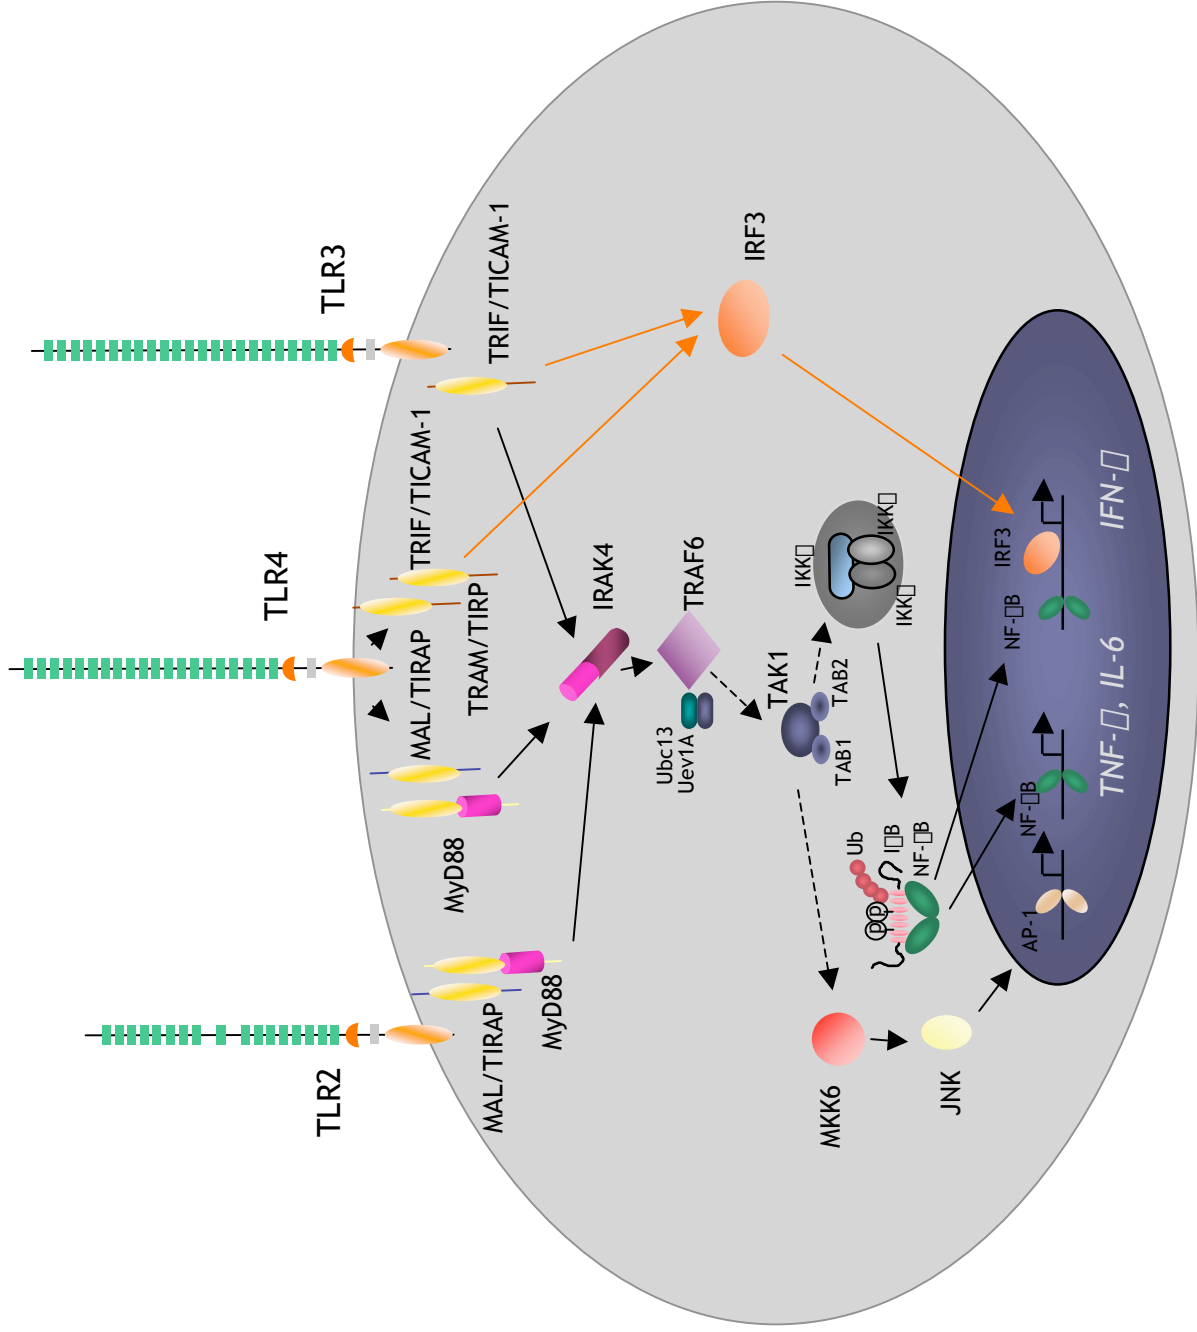 TLR2
TLR4
TLR3
MAL/TIRAP
MyD88
MyD88
MAL/TIRAP
TRAM/TIRP
TRIF/TICAM-1
TRIF/TICAM-1
IRAK4
TRAF6
Ubc13
Uev1A
TAK1
TAB1
TAB2
IKK□
IKK□
IKK□
IRF3
MKK6
JNK
Ub
pp
I□B
NF-□B
AP-1
NF-□B
NF-□B
IRF3
TNF-□, IL-6
IFN-□